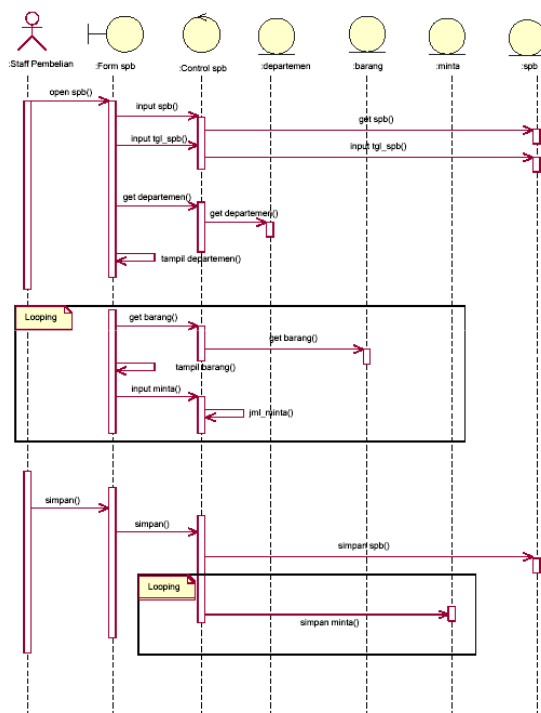 :Staff Pembelian
:Form spb
:Control spb
:departemen
:barang
:minta
:spb
open spb()
input spb()
get spb()
input tgl_spb()
input tgl_spb()
get departemen()
get departemen()
tampil departemen()
Looping
get barang()
get barang()
tampil barang()
input minta()
jml_minta()
simpan()
simpan()
simpan spb()
Looping
simpan minta()